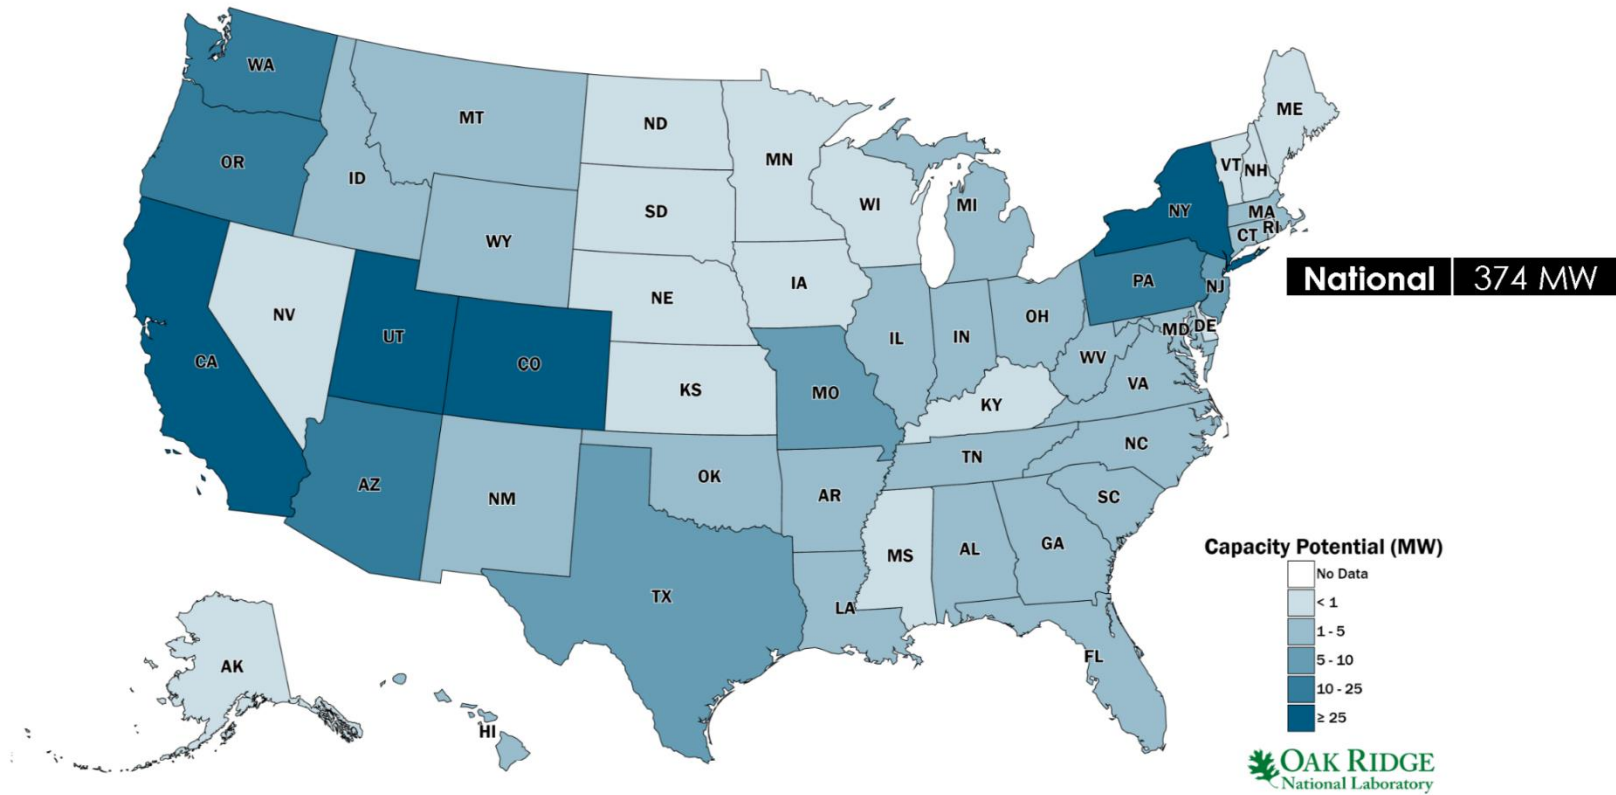 WA
ME
MT
ND
OR
VT
NH
MN
ID
SD
WI
MI
NY
MA
RI
CT
WY
PA
National 374 MW
NE
IA
NJ
NV
OH
UT
IL
IN
MD
DE
CA
CO
WV
KS
MO
VA
KY
NC
TN
AZ
OK
NM
AR
SC
GA
AL
MS
TX
LA
FL
AK
HI
Capacity Potential (MW)
No Data
< 1
1 - 5
5 - 10
10 - 25
≥ 25
OAK RIDGE
National Laboratory